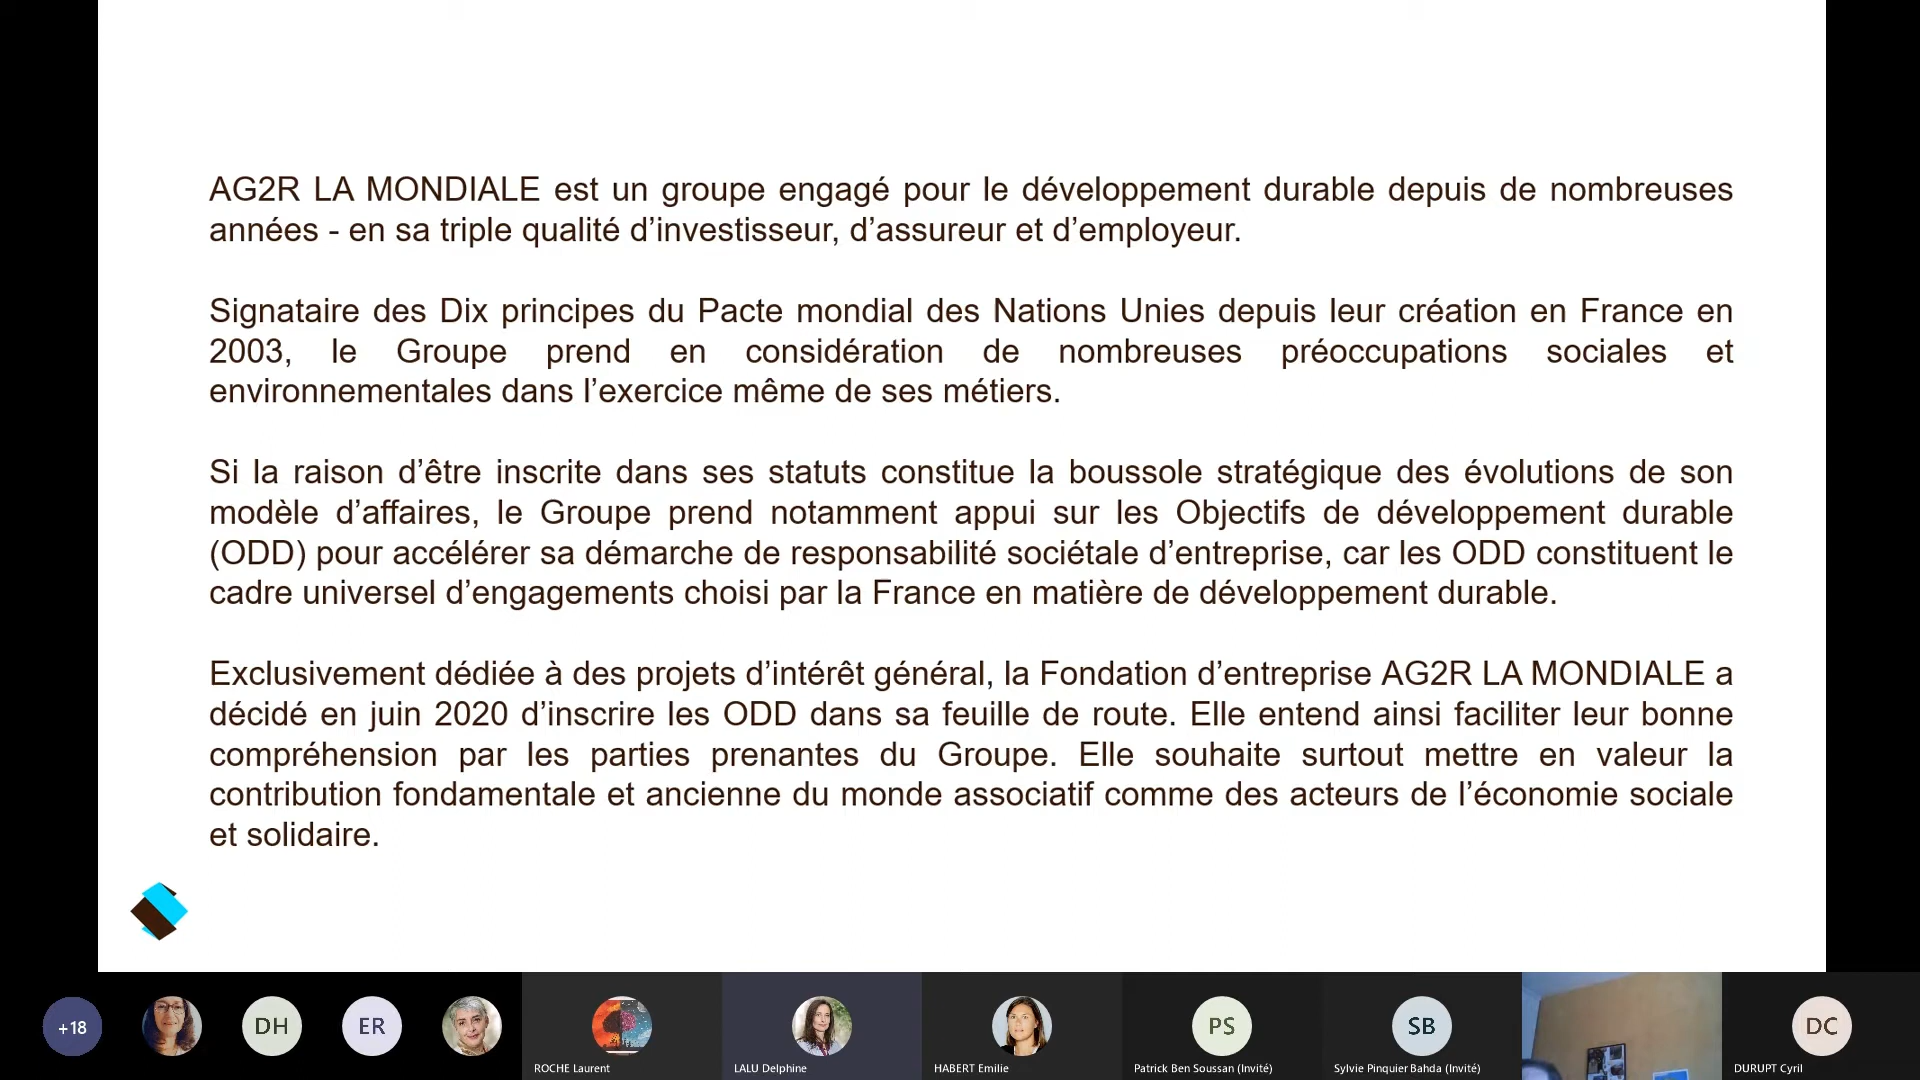 AG2R LA MONDIALE est un groupe engagé pour le développement durable depuis de nombreuses
années - en sa triple qualité d’investisseur, d’assureur et d’employeur.
Signataire des Dix principes du Pacte mondial des Nations Unies depuis leur création en France en
2003, le Groupe prend en considération de nombreuses préoccupations sociales et
environnementales dans l’exercice même de ses métiers.
Si la raison d’être inscrite dans ses statuts constitue la boussole stratégique des évolutions de son
modèle d’affaires, le Groupe prend notamment appui sur les Objectifs de développement durable
(ODD) pour accélérer sa démarche de responsabilité sociétale d’entreprise, car les ODD constituent le
cadre universel d’engagements choisi par la France en matière de développement durable.
Exclusivement dédiée à des projets d’intérêt général, la Fondation d’entreprise AG2R LA MONDIALE a
décidé en juin 2020 d’inscrire les ODD dans sa feuille de route. Elle entend ainsi faciliter leur bonne
compréhension par les parties prenantes du Groupe. Elle souhaite surtout mettre en valeur la
contribution fondamentale et ancienne du monde associatif comme des acteurs de l’économie sociale
et solidaire.
+18
DH
ER
ROCHE Laurent
LALU Delphine
HABERT Emilie
PS
Patrick Ben Soussan (Invité)
SB
Sylvie Pinquier Bahda (Invité)
DC
DURUPT Cyril